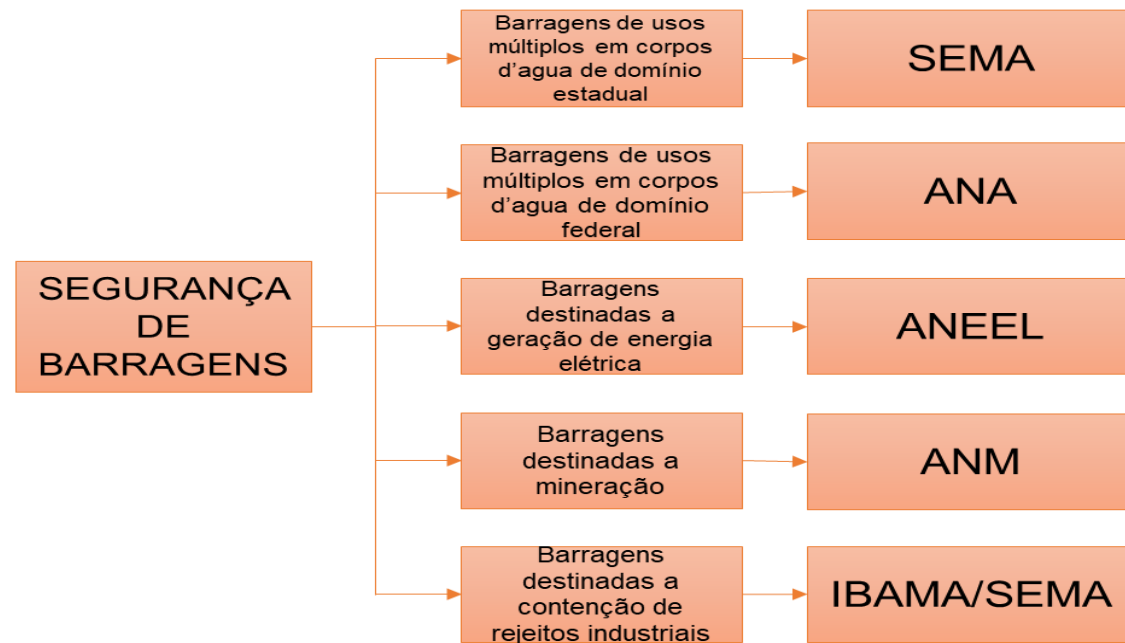 SEGURANÇA
DE
BARRAGENS
Barragens de usos
múltiplos em corpos
d'agua de domínio
estadual
SEMA
Barragens de usos
múltiplos em corpos
d'agua de domínio
federal
ANA
Barragens
destinadas a
geração de energia
elétrica
ANEEL
Barragens
destinadas a
mineração
ANM
Barragens
destinadas a
contenção de
rejeitos industriais
IBAMA/SEMA